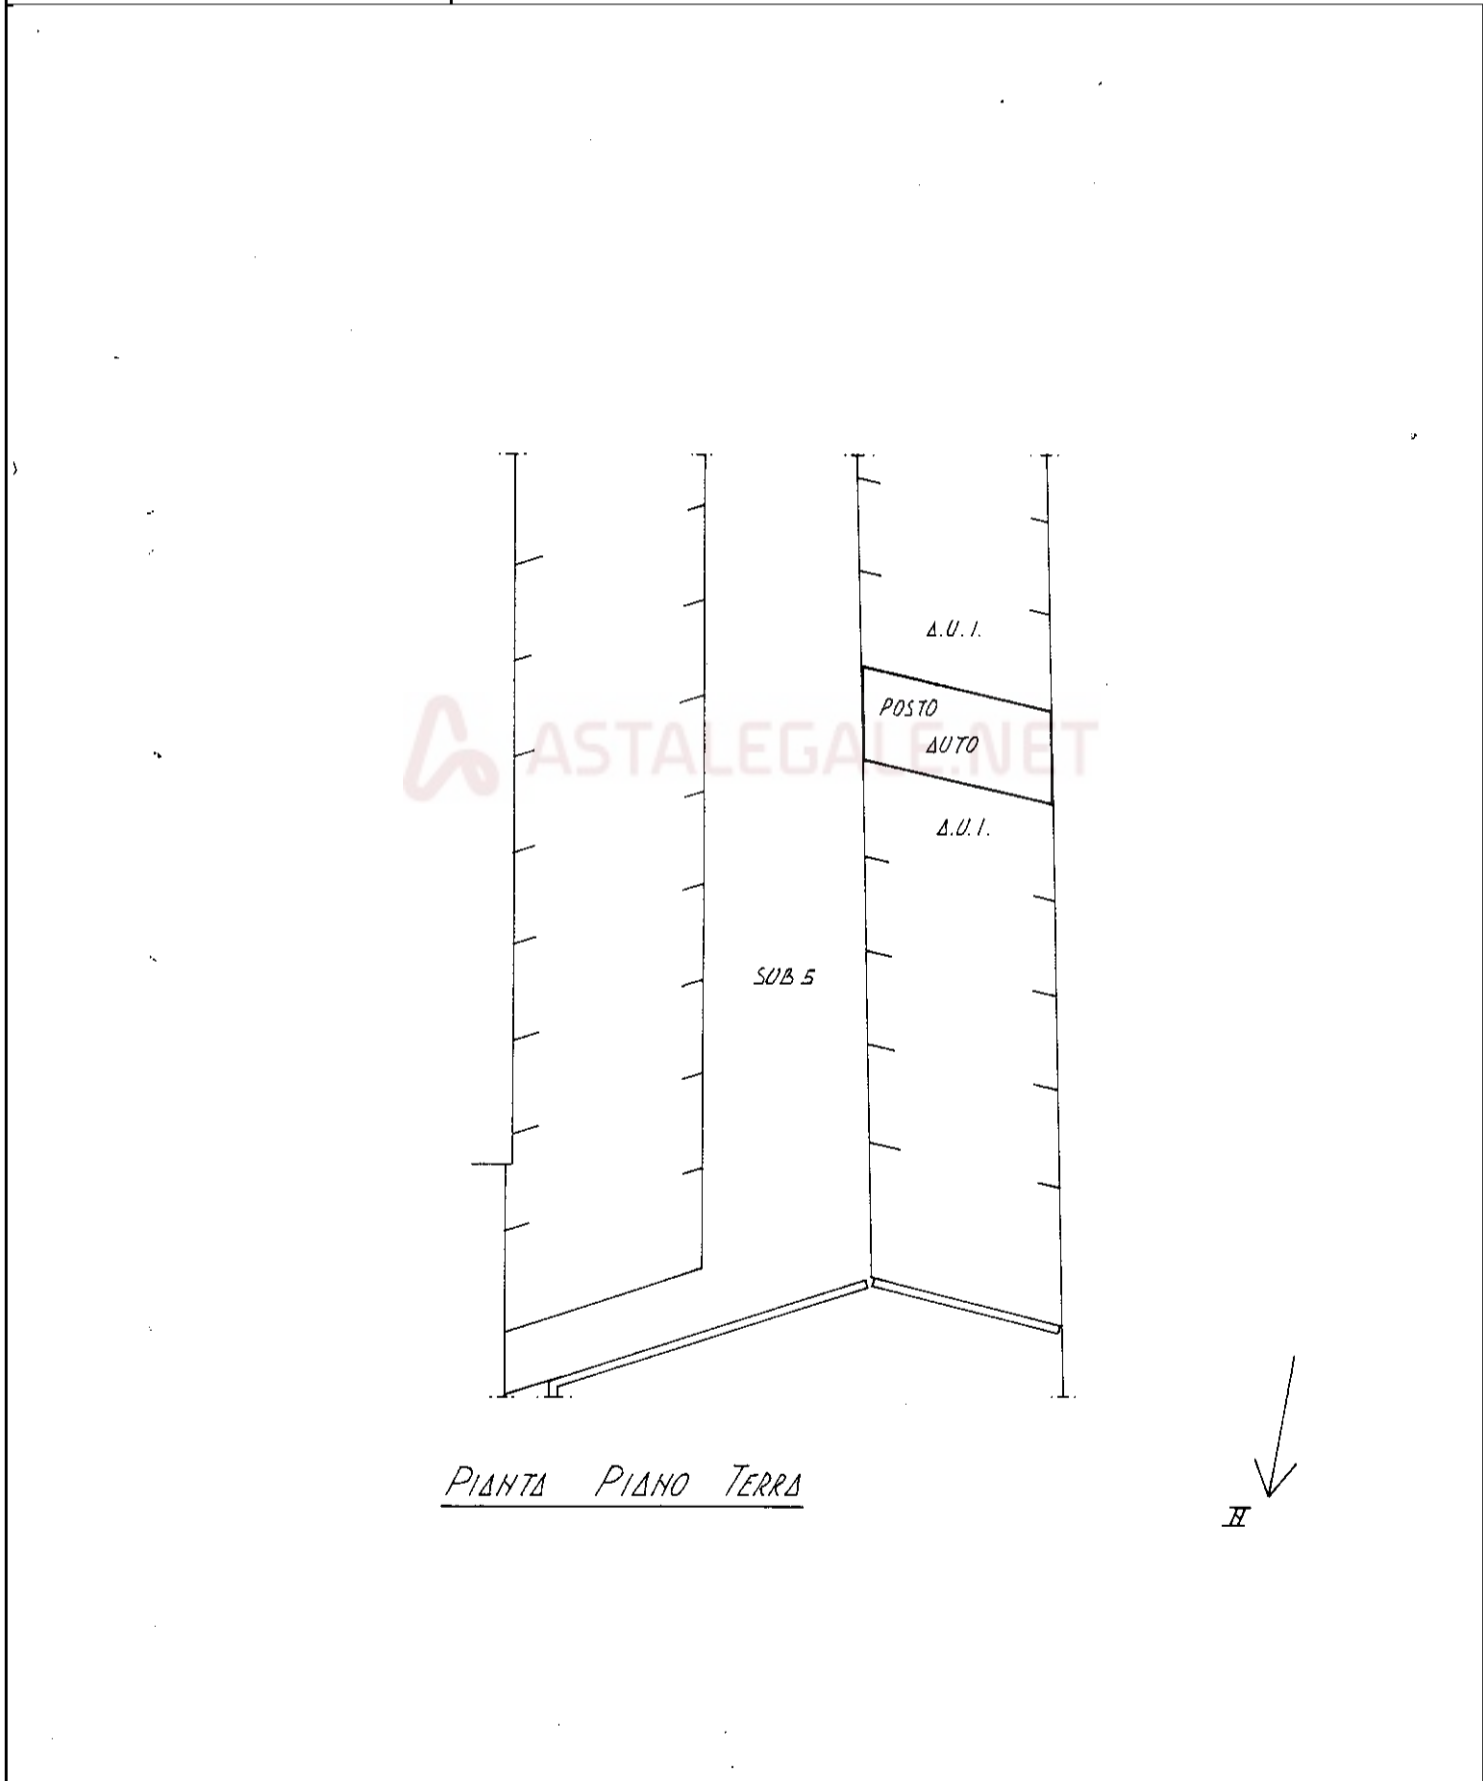 A.U.I.
POSTO
AUTO
ASTALEGALE.NET
A.U.I.
SUB 5
PIANTA PIANO TERRA
N